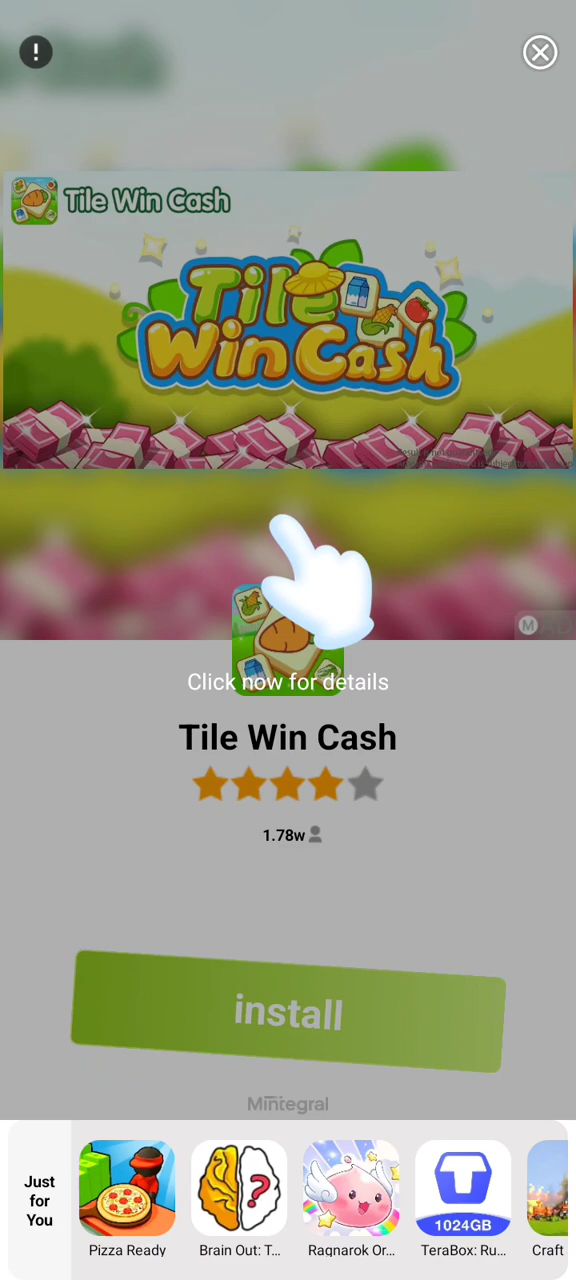 !
Tile Win Cash
Tile
Win Cash
M
Click now for details
Tile Win Cash
1.78w
install
Mintegral
Just
for
You
?
1024GB
Pizza Ready
Brain Out: T...
Ragnarok Or...
TeraBox: Ru...
Craft